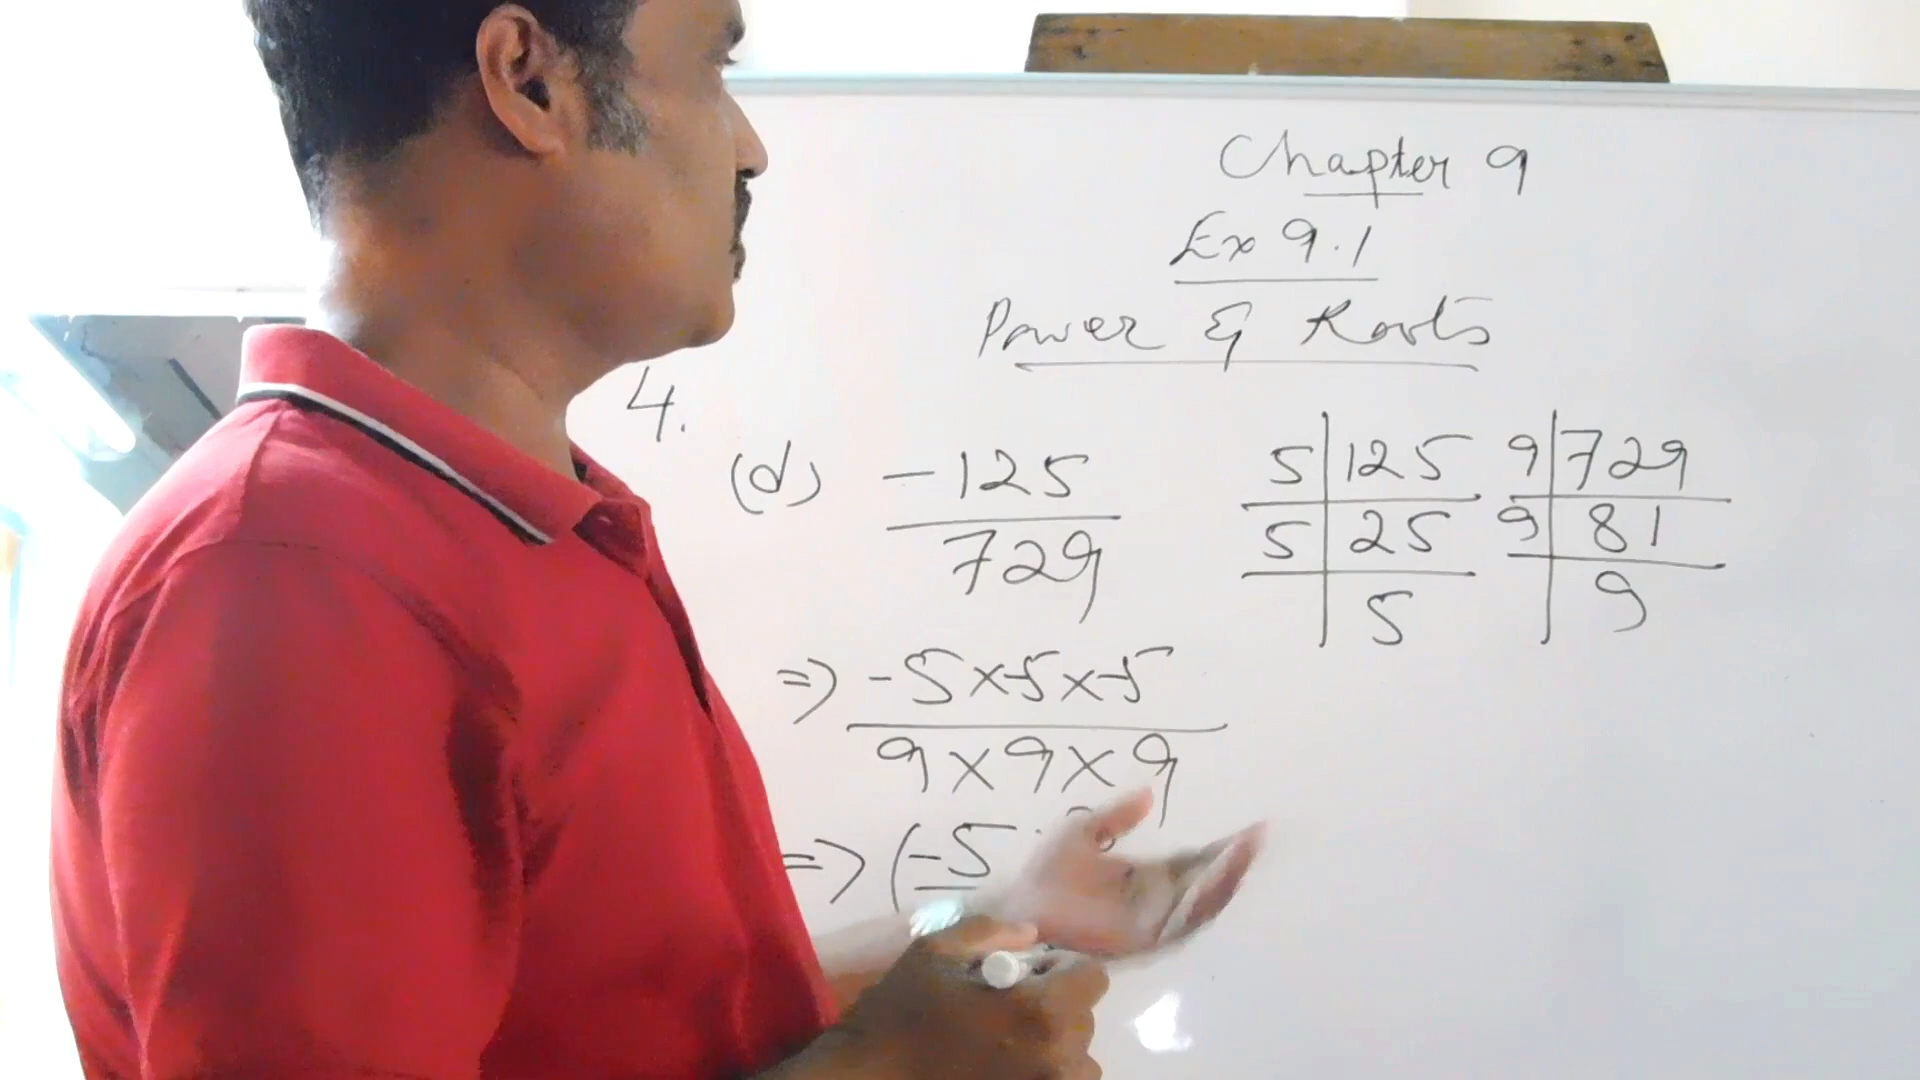 Chapter 9
Ex 9.1
Power & Roots
4.
(d) -125
729
5 125
5 25
5
9 729
9 81
9
=> -5×-5×-5
9×9×9
=> (-5